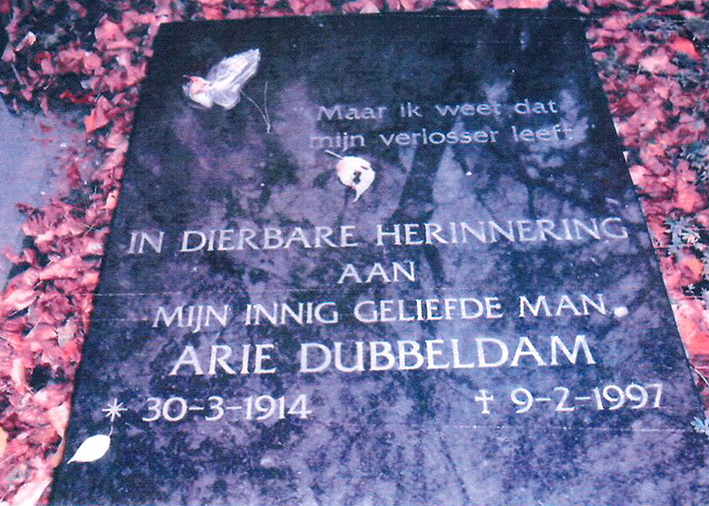 "Maar ik weet dat
mijn verlosser leeft"
IN DIERBARE HERINNERING
AAN
MIJN INNIG GELIEFDE MAN
ARIE DUBBELDAM
* 30-3-1914 † 9-2-1997